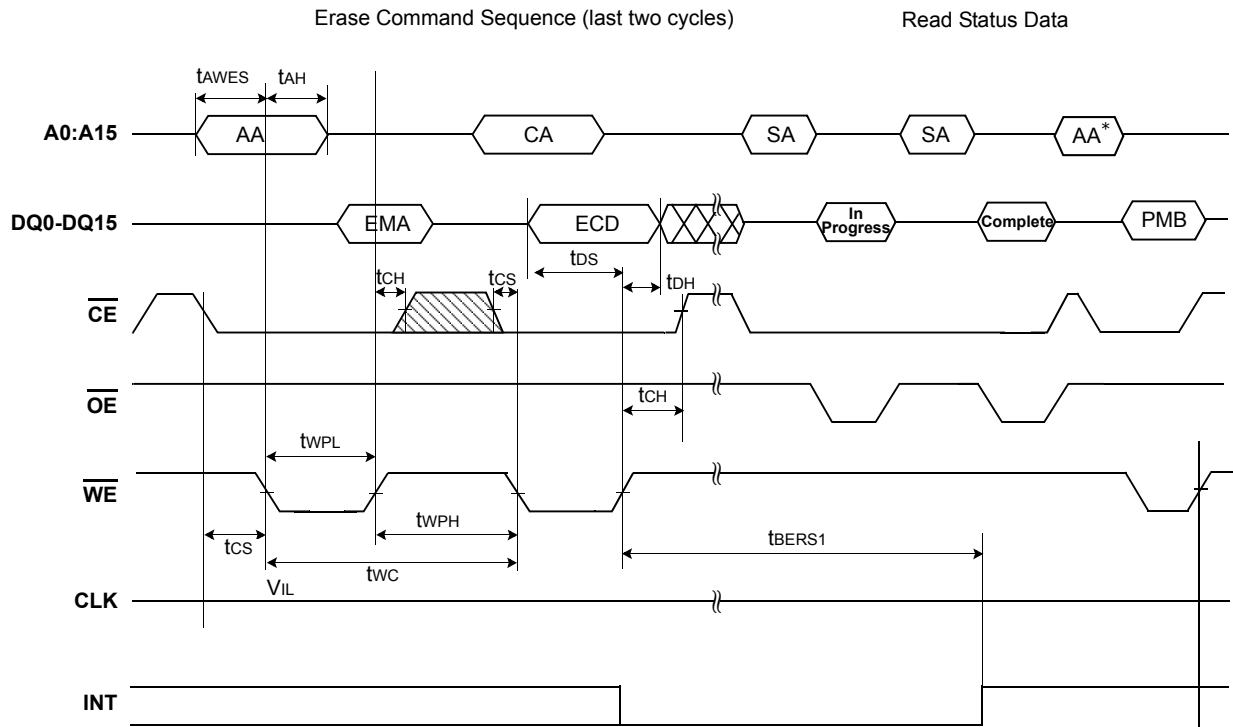 Erase Command Sequence (last two cycles) Read Status Data
tAWES tAH
A0:A15 AA CA SA SA AA*
DQ0-DQ15 EMA ECD In Progress Complete PMB
tCH tCS tDS tDH
CE
OE
tCH
tWPL
WE
tWPH
tCS tWC tBERS1
VIL
CLK
INT